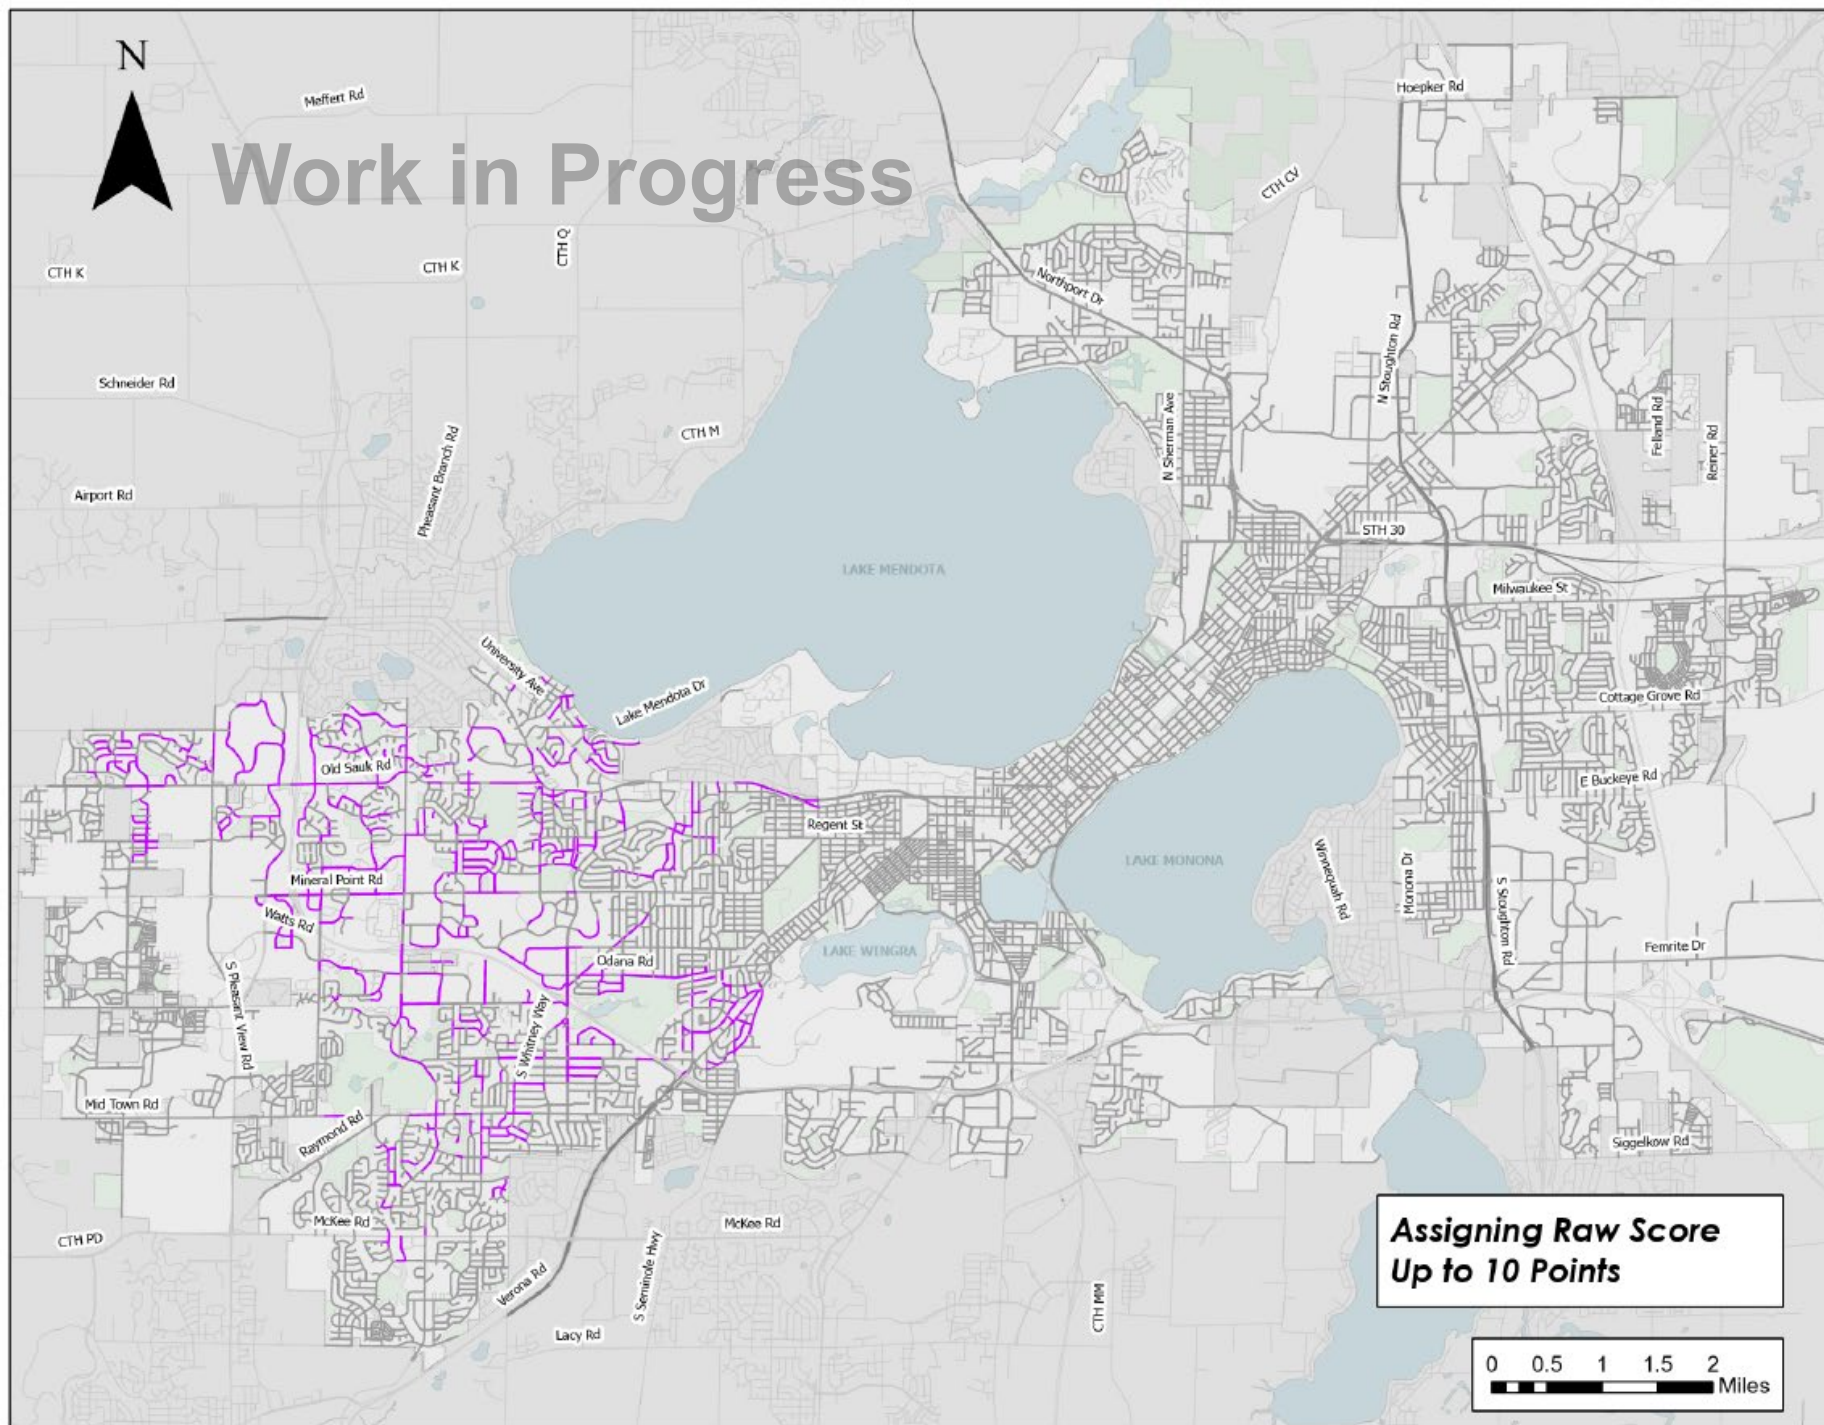 N
Work in Progress
Meffert Rd
Hoepker Rd
CTH CV
CTH Q
CTH K
CTH K
Northport Dr
N Stoughton Rd
Schneider Rd
N Sherman Ave
Felland Rd
Reiner Rd
CTH M
Pheasant Branch Rd
Airport Rd
STH 30
LAKE MENDOTA
Milwaukee St
University Ave
Lake Mendota Dr
Cottage Grove Rd
Old Sauk Rd
E Buckeye Rd
Regent St
LAKE MONONA
Winnequah Rd
Monona Dr
Mineral Point Rd
Watts Rd
S Stoughton Rd
LAKE WINGRA
Femrite Dr
Odana Rd
S Pleasant View Rd
S Whitney Way
Mid Town Rd
Raymond Rd
Siggelkow Rd
McKee Rd
McKee Rd
CTH PD
Assigning Raw Score
Up to 10 Points
S Seminole Hwy
Verona Rd
CTH MM
Lacy Rd
0 0.5 1 1.5 2
Miles